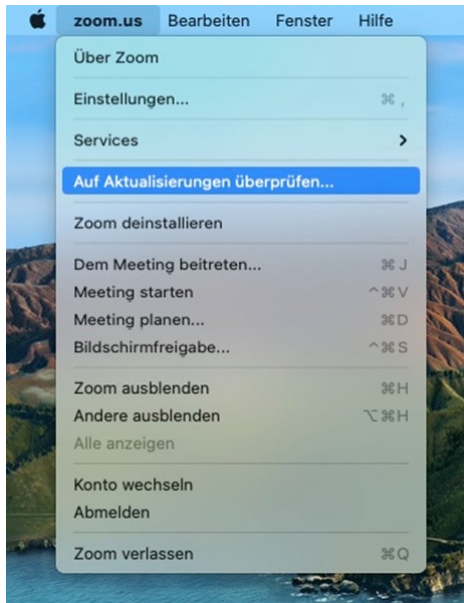 zoom.us Bearbeiten Fenster Hilfe
Über Zoom
Einstellungen... ⌘ ,
Services
Auf Aktualisierungen überprüfen...
Zoom deinstallieren
Dem Meeting beitreten... ⌘ J
Meeting starten ^⌘ V
Meeting planen... ⌘ D
Bildschirmfreigabe... ^⌘ S
Zoom ausblenden ⌘ H
Andere ausblenden ⌥⌘ H
Alle anzeigen
Konto wechseln
Abmelden
Zoom verlassen ⌘ Q